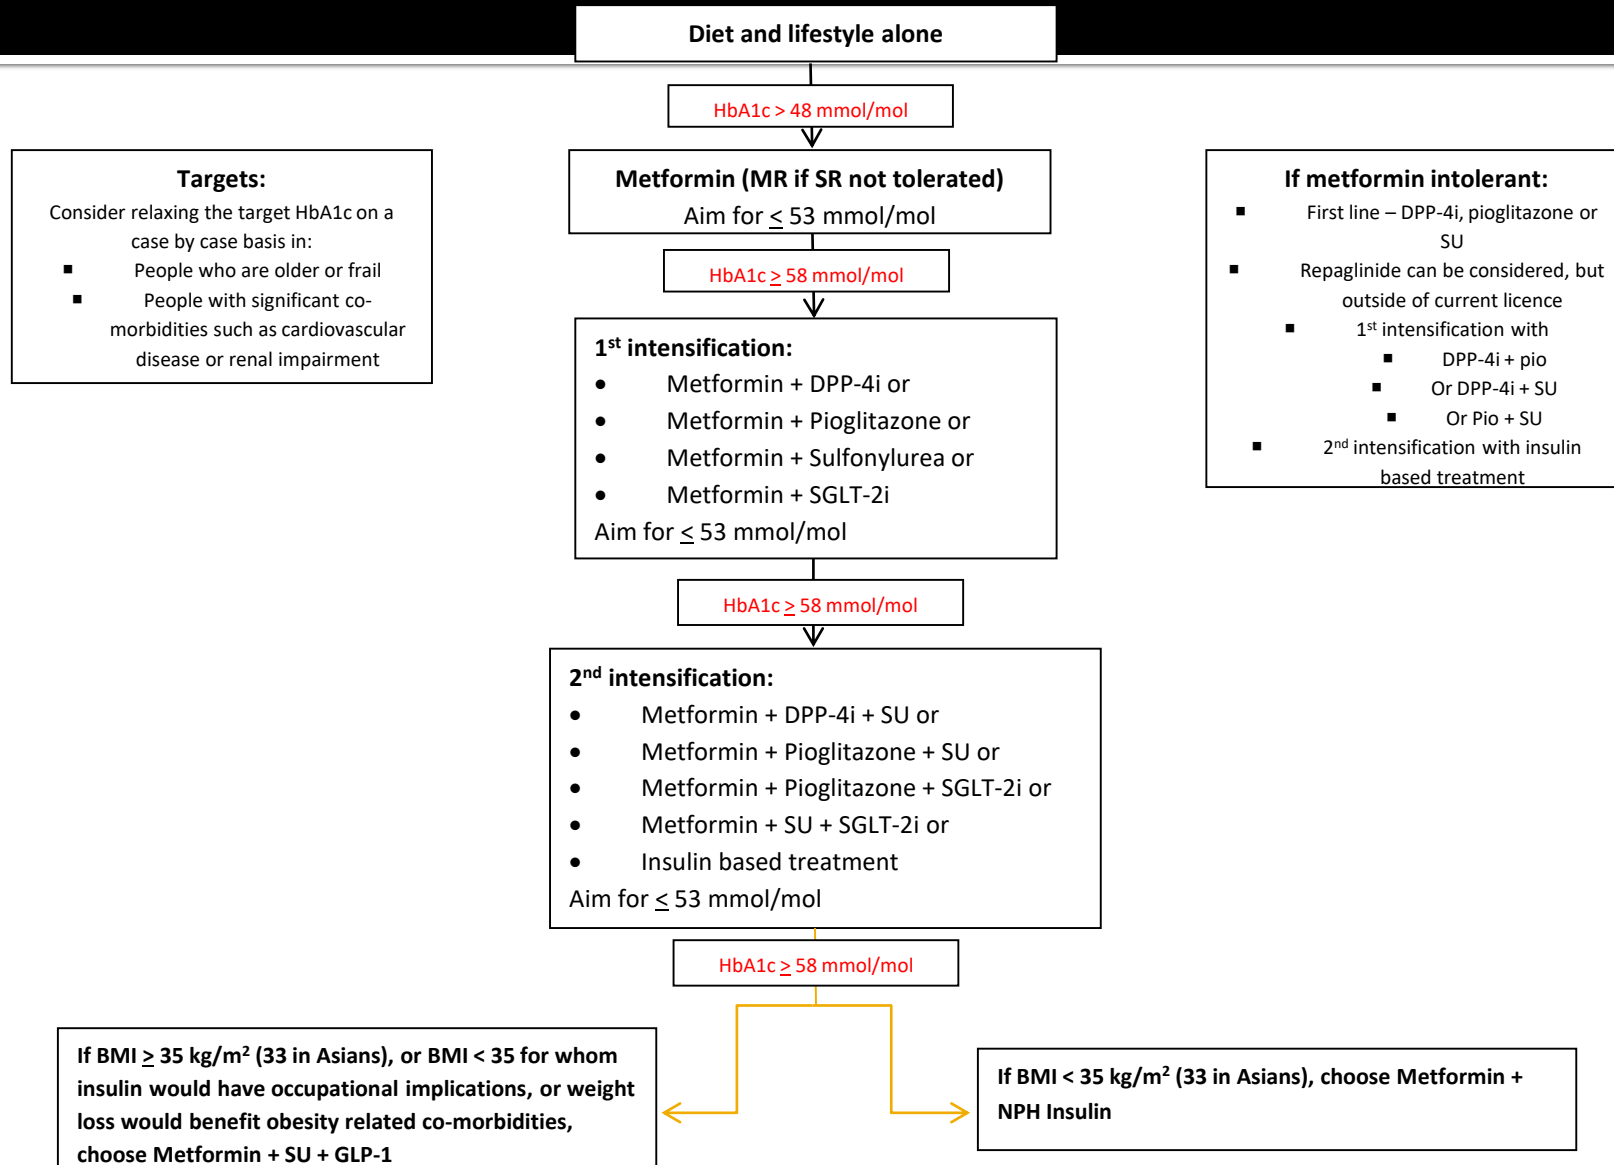 Diet and lifestyle alone
HbA1c > 48 mmol/mol
Targets:
Consider relaxing the target HbA1c on a
case by case basis in:
▪ People who are older or frail
▪ People with significant co-
morbidities such as cardiovascular
disease or renal impairment
Metformin (MR if SR not tolerated)
Aim for ≤ 53 mmol/mol
HbA1c ≥ 58 mmol/mol
If metformin intolerant:
▪ First line – DPP-4i, pioglitazone or
SU
▪ Repaglinide can be considered, but
outside of current licence
▪ 1st intensification with
▪ DPP-4i + pio
▪ Or DPP-4i + SU
▪ Or Pio + SU
▪ 2nd intensification with insulin
based treatment
1st intensification:
• Metformin + DPP-4i or
• Metformin + Pioglitazone or
• Metformin + Sulfonylurea or
• Metformin + SGLT-2i
Aim for ≤ 53 mmol/mol
HbA1c ≥ 58 mmol/mol
2nd intensification:
• Metformin + DPP-4i + SU or
• Metformin + Pioglitazone + SU or
• Metformin + Pioglitazone + SGLT-2i or
• Metformin + SU + SGLT-2i or
• Insulin based treatment
Aim for ≤ 53 mmol/mol
HbA1c ≥ 58 mmol/mol
If BMI ≥ 35 kg/m² (33 in Asians), or BMI < 35 for whom
insulin would have occupational implications, or weight
loss would benefit obesity related co-morbidities,
choose Metformin + SU + GLP-1
If BMI < 35 kg/m² (33 in Asians), choose Metformin +
NPH Insulin